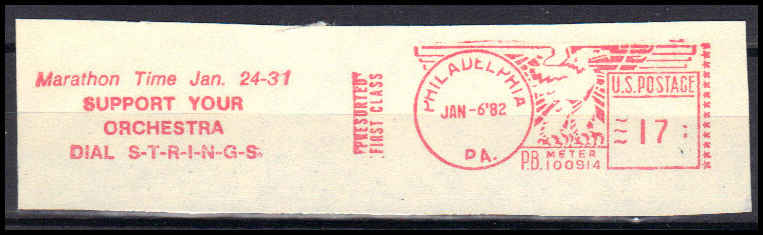 Marathon Time Jan. 24-31
SUPPORT YOUR
ORCHESTRA
DIAL S-T-R-I-N-G-S.
PRESORTED
FIRST CLASS
PHILADELPHIA
JAN -6'82
PA.
P.B. METER
100914
U.S. POSTAGE
17